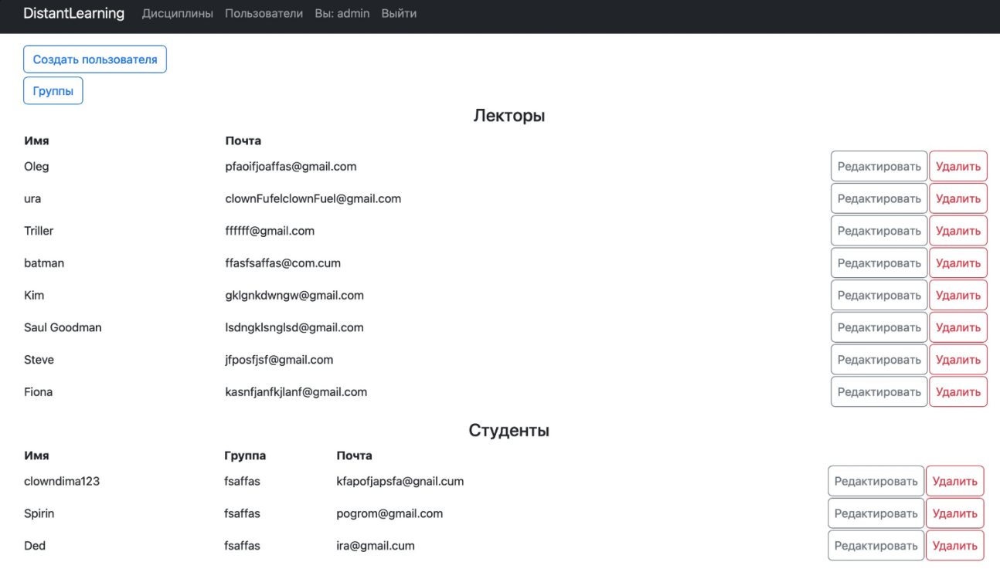 DistantLearning Дисциплины Пользователи Вы: admin Выйти
Создать пользователя
Группы
Лекторы
Имя Почта
Oleg pfaoifjoaffas@gmail.com Редактировать Удалить
ura clownFufelclownFuel@gmail.com Редактировать Удалить
Triller ffffff@gmail.com Редактировать Удалить
batman ffasfsaffas@com.cum Редактировать Удалить
Kim gklgnkdwngw@gmail.com Редактировать Удалить
Saul Goodman lsdngklsnglsd@gmail.com Редактировать Удалить
Steve jfposfjsf@gmail.com Редактировать Удалить
Fiona kasnfjanfkjlanf@gmail.com Редактировать Удалить
Студенты
Имя Группа Почта
clowndima123 fsaffas kfapofjapsfa@gnail.cum Редактировать Удалить
Spirin fsaffas pogrom@gmail.com Редактировать Удалить
Ded fsaffas ira@gmail.cum Редактировать Удалить